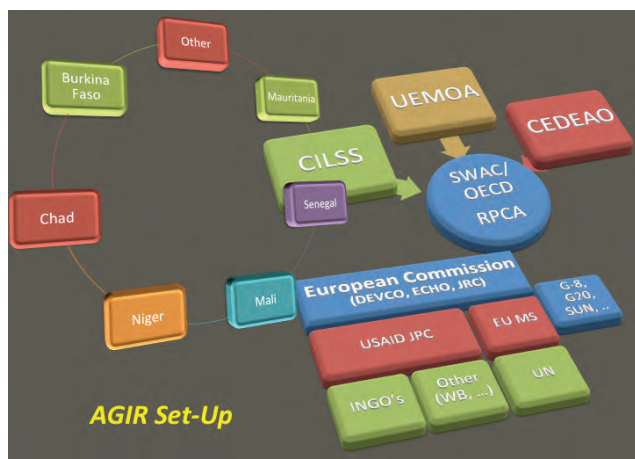 Other
Burkina
Faso
Mauritania
UEMOA
CEDEAO
CILSS
SWAC/
OECD
RPCA
Chad
Senegal
Niger
Mali
European Commission
(DEVCO, ECHO, JRC)
G-8,
G20,
SUN, ..
USAID JPC
EU MS
INGO's
Other
(WB, ...)
UN
AGIR Set-Up